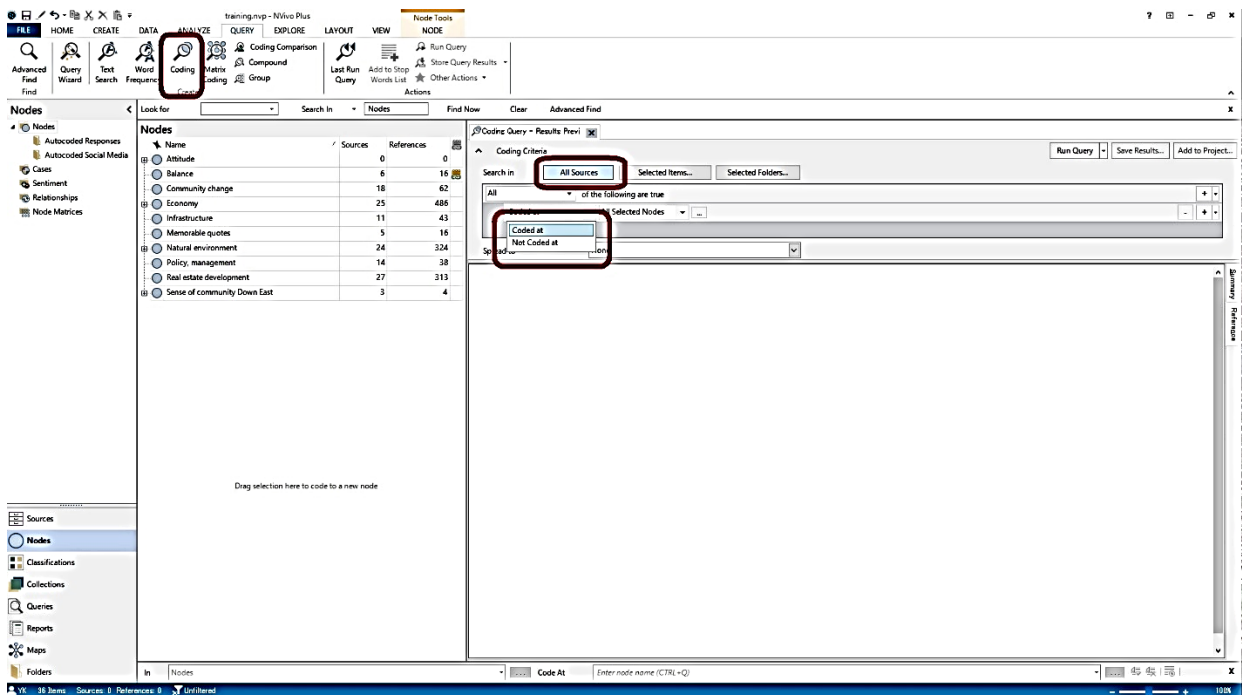 training.nvp - NVivo Plus
Node Tools
FILE HOME CREATE DATA ANALYZE QUERY EXPLORE LAYOUT VIEW NODE
Advanced Find
Query Wizard
Text Search
Word Frequency
Coding
Matrix Coding
Coding Comparison
Compound
Group
Last Run Query
Add to Stop Words List
Run Query
Store Query Results
Other Actions
Find
Create
Actions
Nodes
Look for
Search In
Nodes
Find Now
Clear
Advanced Find
X
Nodes
Autocoded Responses
Autocoded Social Media
Cases
Sentiment
Relationships
Node Matrices
Nodes
Name Sources References
Attitude 0 0
Balance 6 16
Community change 18 62
Economy 25 486
Infrastructure 11 43
Memorable quotes 5 16
Natural environment 24 324
Policy, management 14 38
Real estate development 27 313
Sense of community Down East 3 4
Drag selection here to code to a new node
Coding Query - Results Previ
Coding Criteria
Run Query
Save Results...
Add to Project...
Search in
All Sources
Selected Items...
Selected Folders...
All of the following are true
Coded at
All Selected Nodes
...
Coded at
Not Coded at
Spread to
None
Summary
Reference
Sources
Nodes
Classifications
Collections
Queries
Reports
Maps
Folders
In Nodes
...
Code At
Enter node name (CTRL+Q)
...
X
YK 36 Items Sources: 0 References: 0 Unfiltered
100%